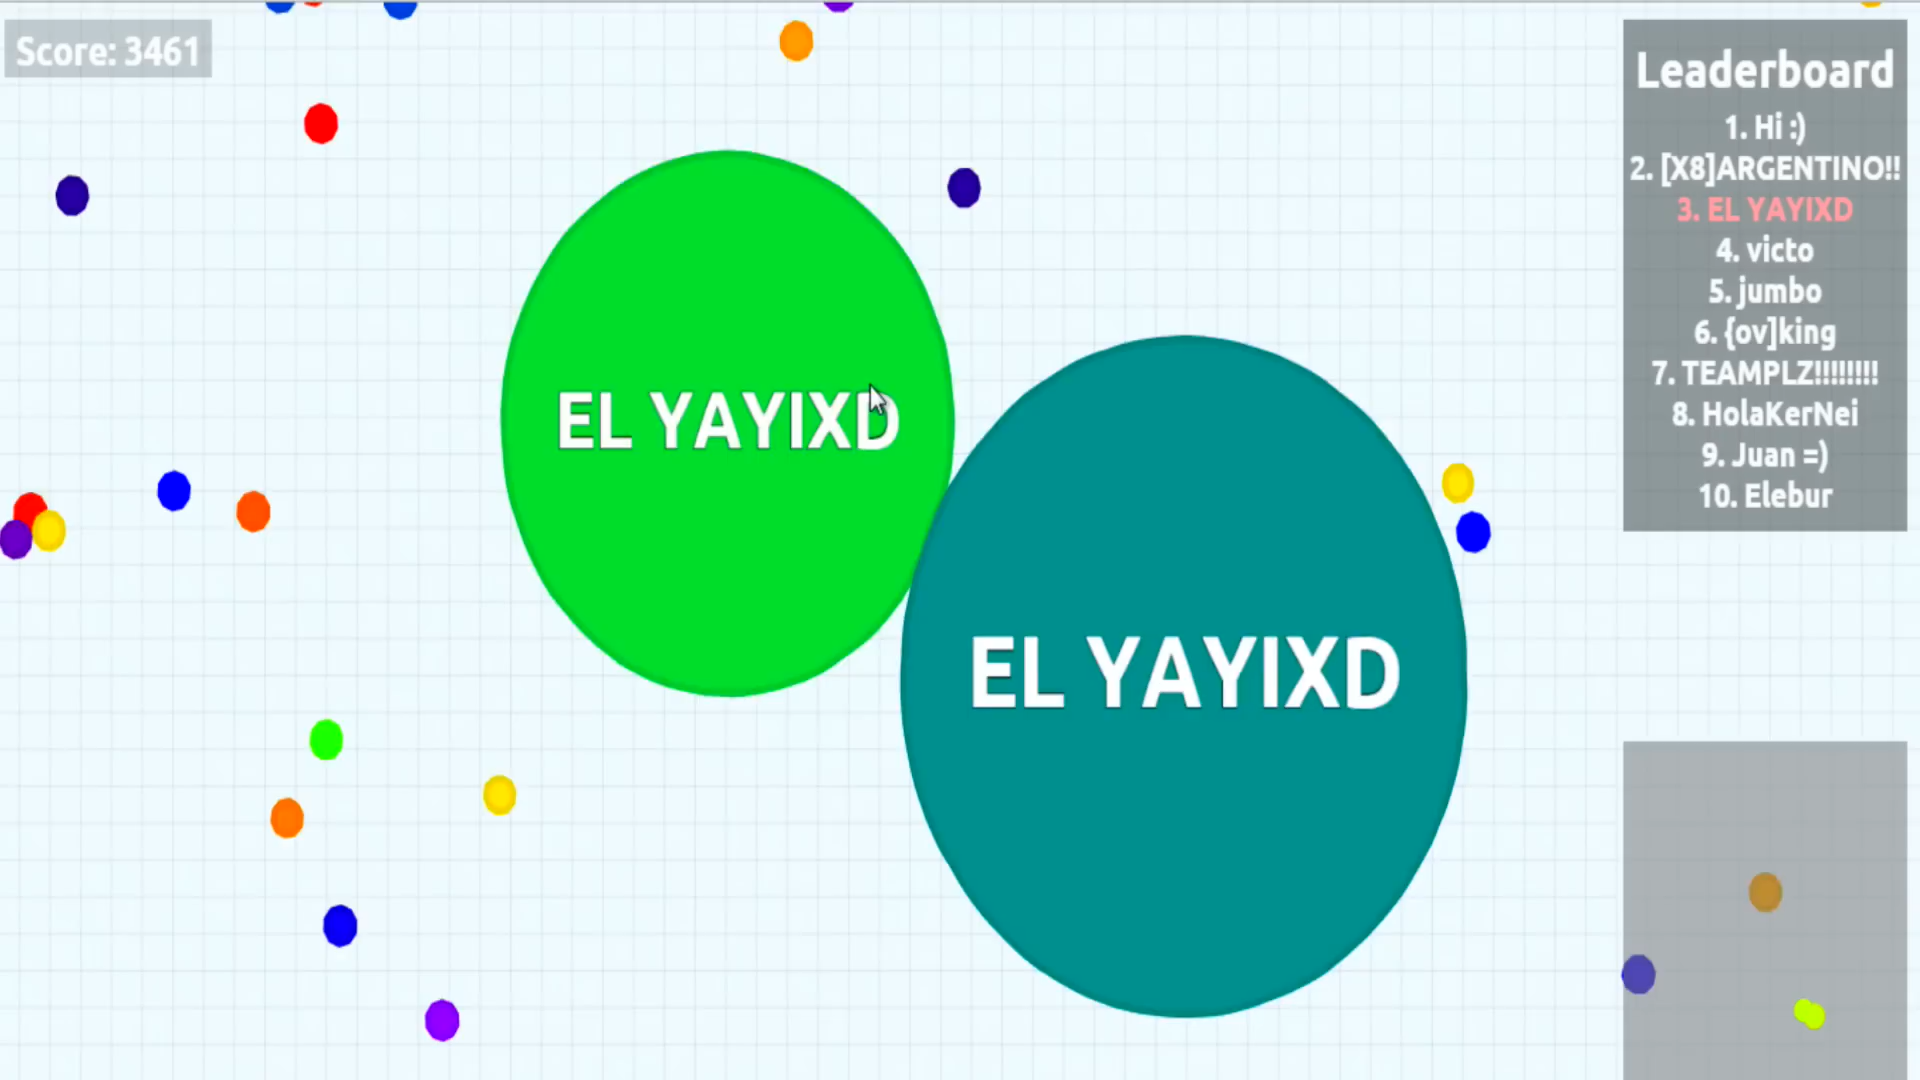 Score: 3461
Leaderboard
1. Hi :)
2. [X8]ARGENTINO!!
3. EL YAYIXD
4. victo
5. jumbo
6. {ov]king
7. TEAMPLZ!!!!!!!!
8. HolaKerNei
9. Juan =)
10. Elebur
EL YAYIXD
EL YAYIXD